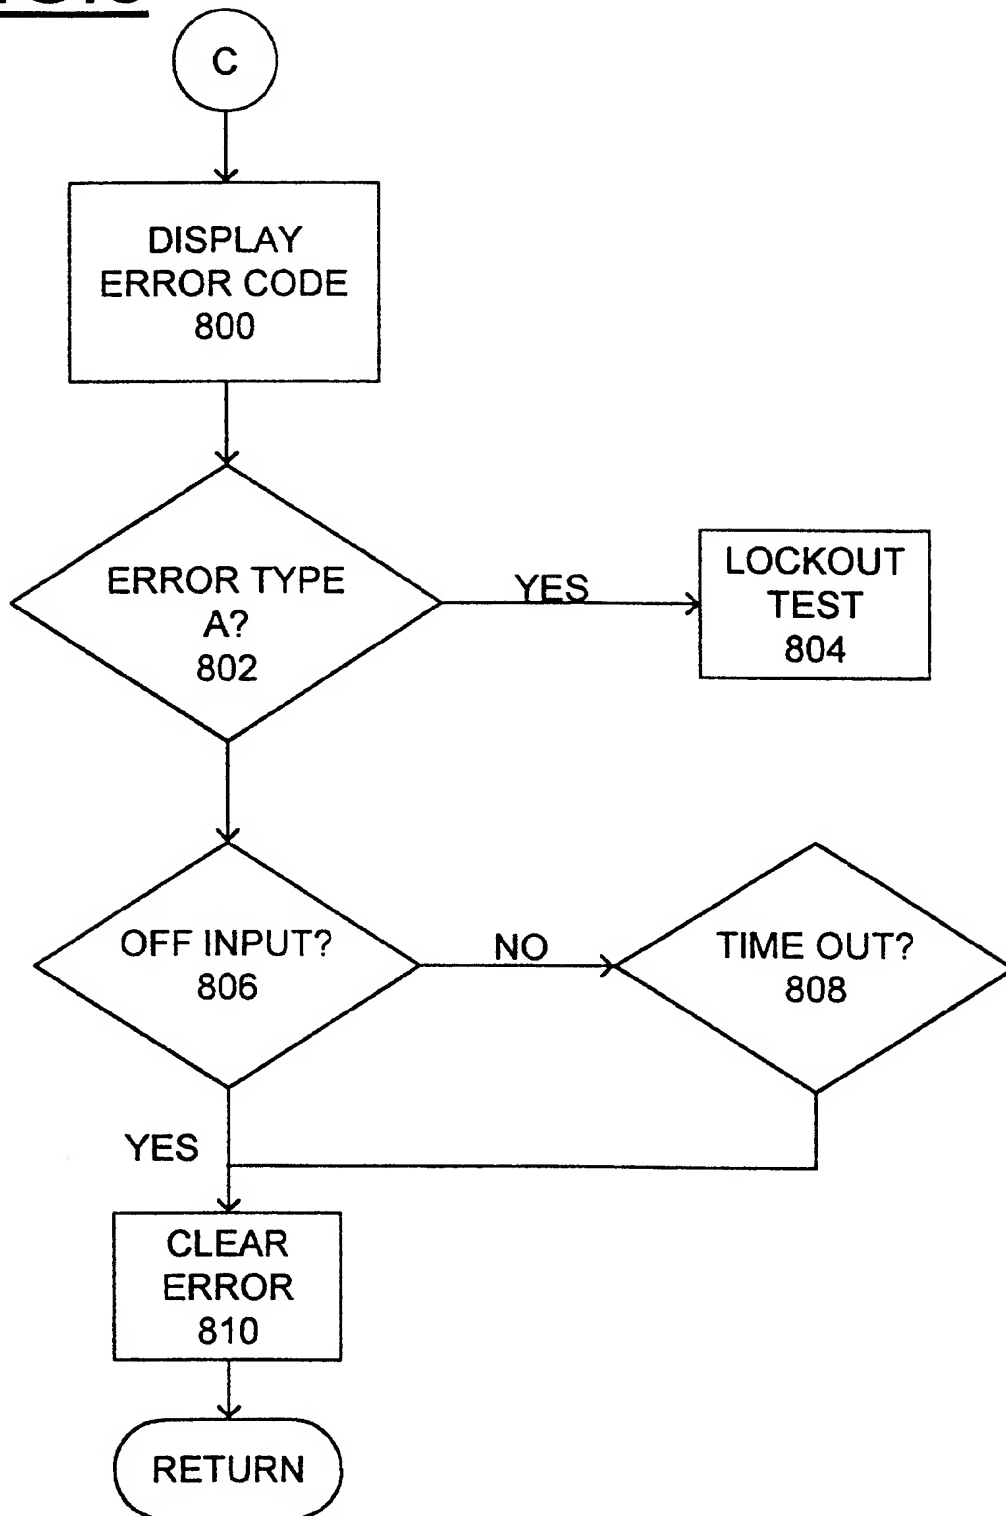 C
DISPLAY
ERROR CODE
800
ERROR TYPE
A?
802
YES
LOCKOUT
TEST
804
OFF INPUT?
806
NO
TIME OUT?
808
YES
CLEAR
ERROR
810
RETURN